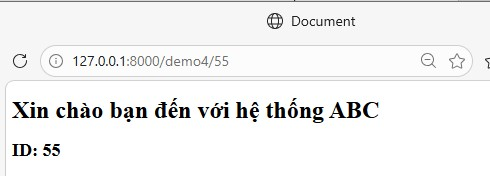 Document
127.0.0.1:8000/demo4/55
Xin chào bạn đến với hệ thống ABC
ID: 55